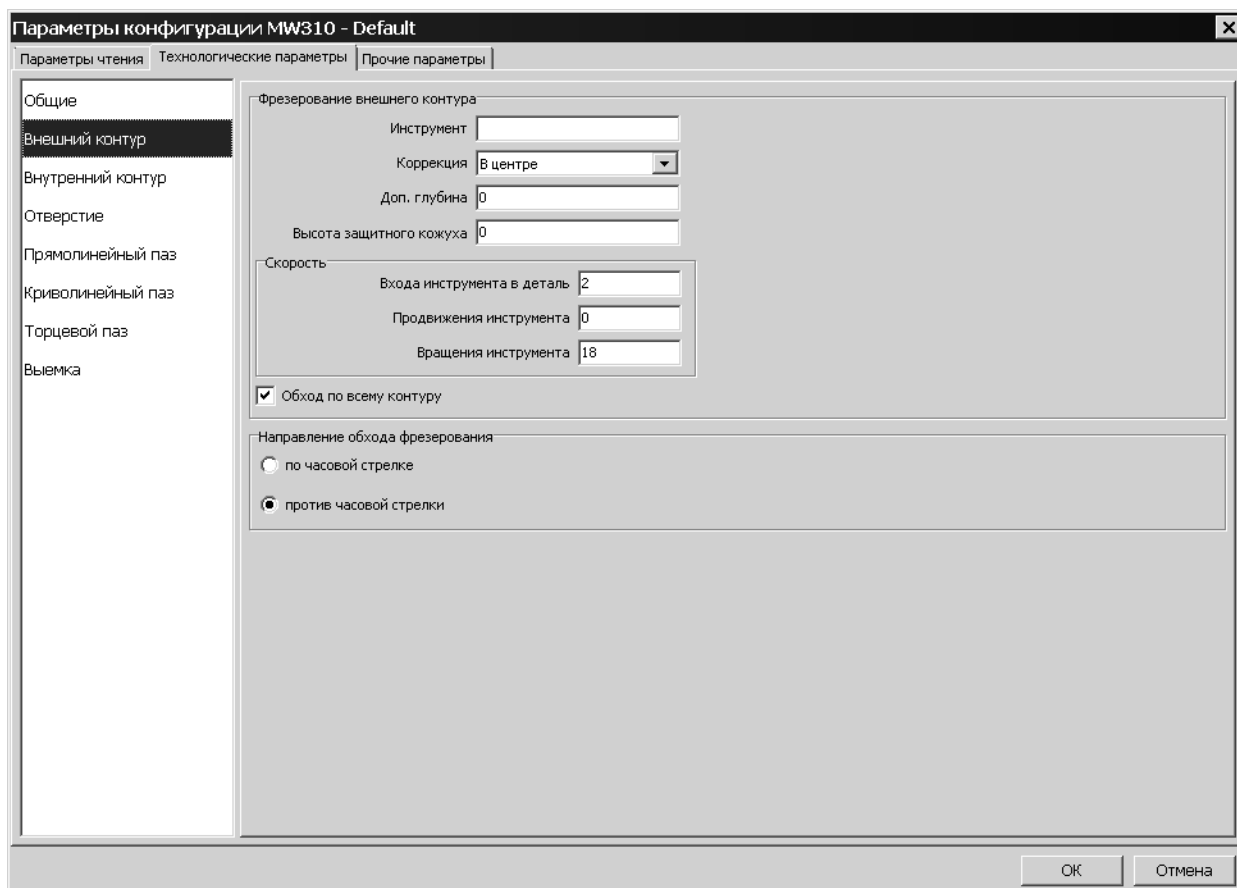 Параметры конфигурации MW310 - Default
Параметры чтения Технологические параметры Прочие параметры
Общие
Внешний контур
Внутренний контур
Отверстие
Прямолинейный паз
Криволинейный паз
Торцевой паз
Выемка
Фрезерование внешнего контура
Инструмент
Коррекция В центре
Доп. глубина 0
Высота защитного кожуха 0
Скорость
Входа инструмента в деталь 2
Продвижения инструмента 0
Вращения инструмента 18
Обход по всему контуру
Направление обхода фрезерования
по часовой стрелке
против часовой стрелки
ОК Отмена